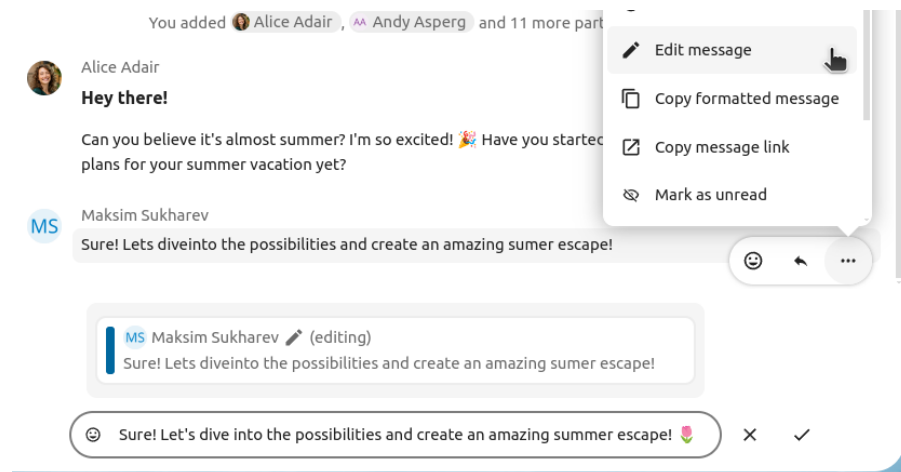 You added Alice Adair , AA Andy Asperg and 11 more part
Edit message
Copy formatted message
Copy message link
Mark as unread
Alice Adair
Hey there!
Can you believe it's almost summer? I'm so excited! 🎉 Have you started
plans for your summer vacation yet?
MS Maksim Sukharev
Sure! Lets diveinto the possibilities and create an amazing sumer escape!
MS Maksim Sukharev (editing)
Sure! Lets diveinto the possibilities and create an amazing sumer escape!
Sure! Let's dive into the possibilities and create an amazing summer escape! 🌷